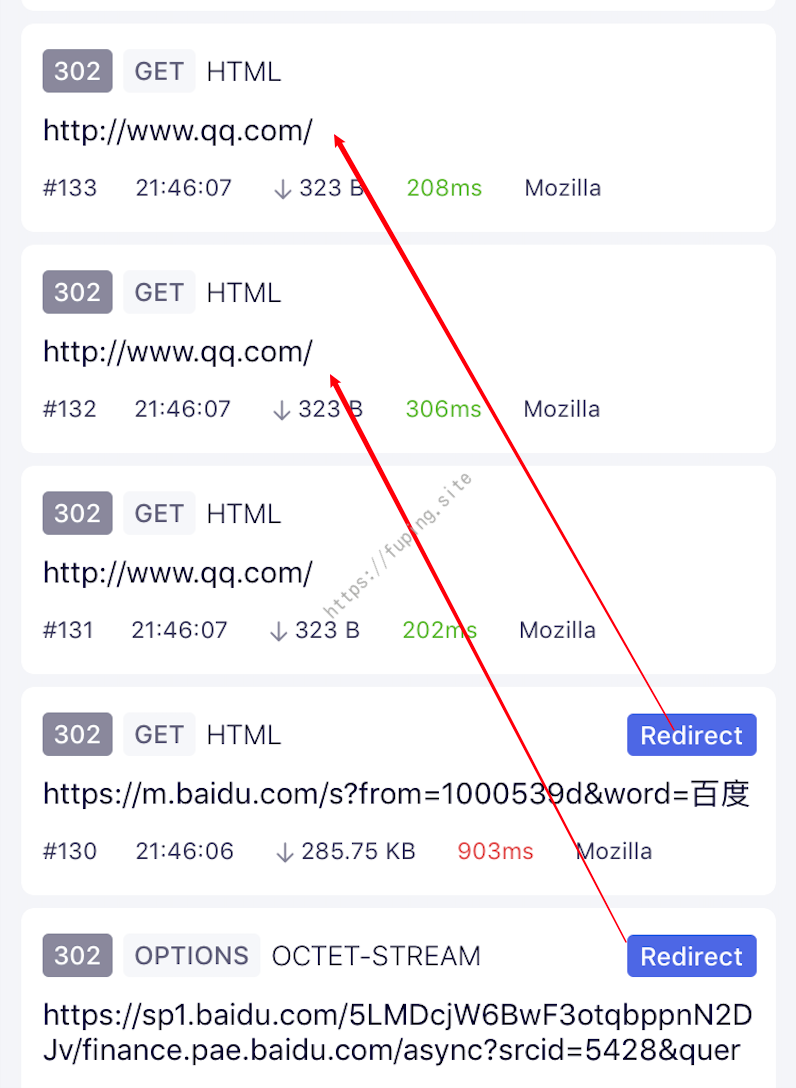 302 GET HTML
http://www.qq.com/
#133 21:46:07 ↓ 323 B 208ms Mozilla
302 GET HTML
http://www.qq.com/
#132 21:46:07 ↓ 323 B 306ms Mozilla
302 GET HTML
http://www.qq.com/
#131 21:46:07 ↓ 323 B 202ms Mozilla
https://fuping.site
302 GET HTML Redirect
https://m.baidu.com/s?from=1000539d&word=百度
#130 21:46:06 ↓ 285.75 KB 903ms Mozilla
302 OPTIONS OCTET-STREAM Redirect
https://sp1.baidu.com/5LMDcjW6BwF3otqbppnN2D
Jv/finance.pae.baidu.com/async?srcid=5428&quer